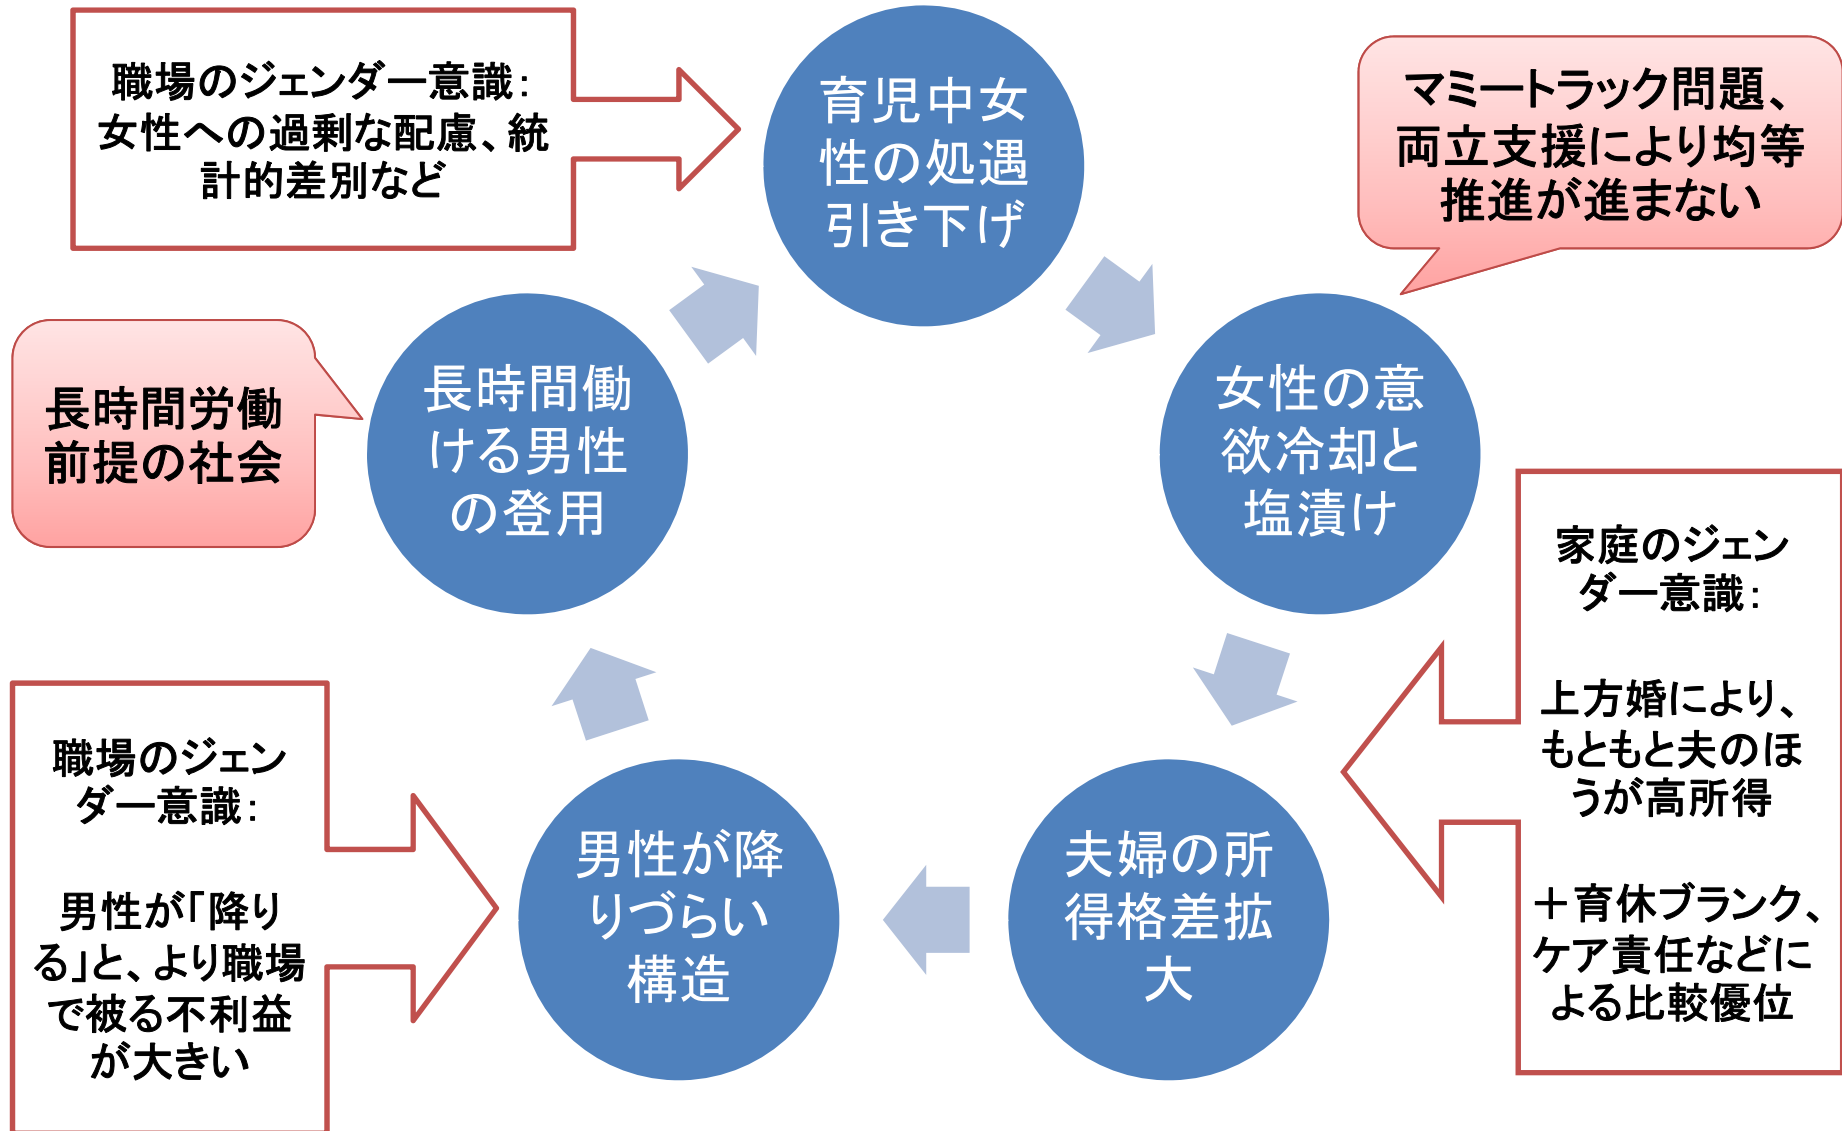 職場のジェンダー意識：
女性への過剰な配慮、統
計的差別など
育児中女
性の処遇
引き下げ
マミートラック問題、
両立支援により均等
推進が進まない
長時間労働
前提の社会
長時間働
ける男性
の登用
女性の意
欲冷却と
塩漬け
家庭のジェン
ダー意識：
上方婚により、
もともと夫のほ
うが高所得
＋育休ブランク、
ケア責任などに
よる比較優位
職場のジェン
ダー意識：
男性が「降り
る」と、より職場
で被る不利益
が大きい
男性が降
りづらい
構造
夫婦の所
得格差拡
大